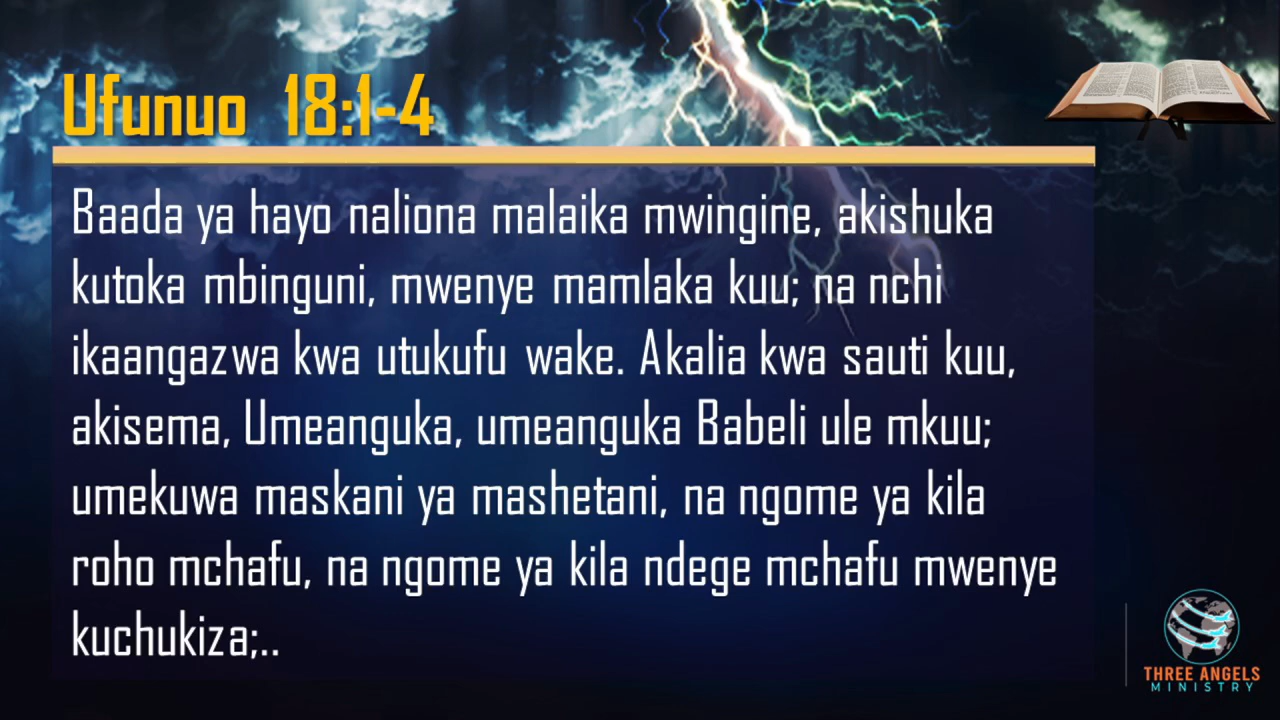 Ufunuo 18:1-4
Baada ya hayo naliona malaika mwingine, akishuka
kutoka mbinguni, mwenye mamlaka kuu; na nchi
ikaangazwa kwa utukufu wake. Akalia kwa sauti kuu,
akisema, Umeanguka, umeanguka Babeli ule mkuu;
umekuwa maskani ya mashetani, na ngome ya kila
roho mchafu, na ngome ya kila ndege mchafu mwenye
kuchukiza;..
THREE ANGELS
MINISTRY